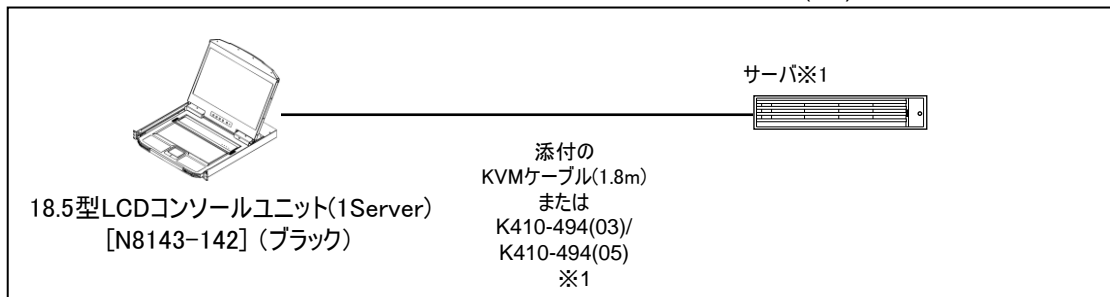 サーバ※1
添付の
KVMケーブル(1.8m)
または
K410-494(03)/
K410-494(05)
※1
18.5型LCDコンソールユニット(1Server)
[N8143-142] (ブラック)